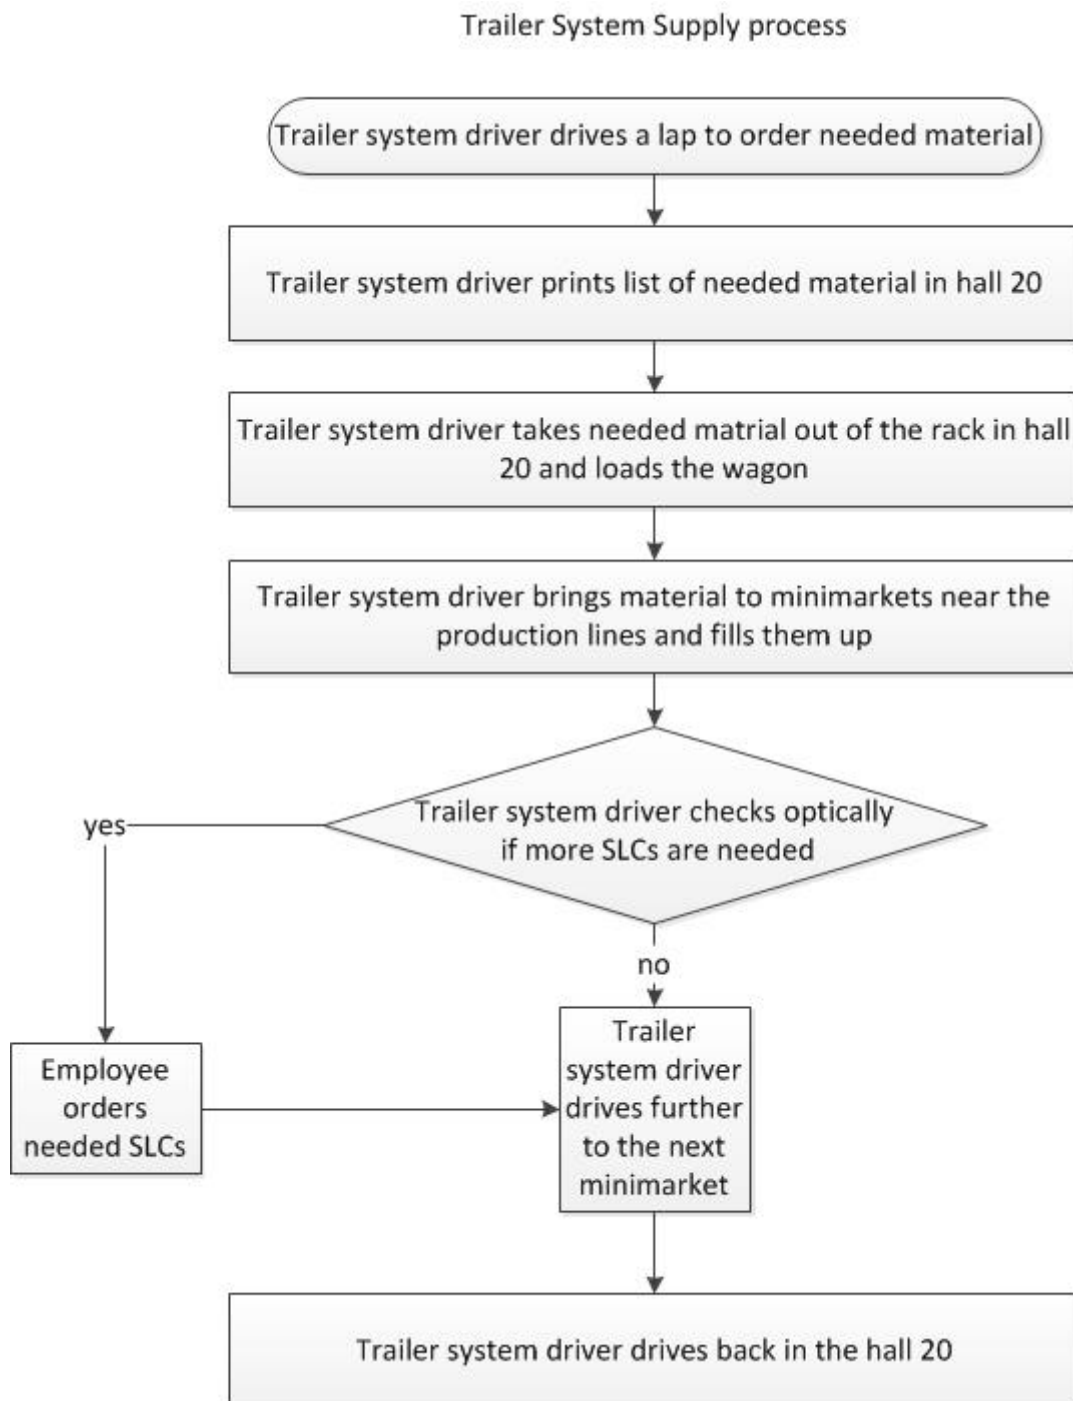 Trailer System Supply process
Trailer system driver drives a lap to order needed material
Trailer system driver prints list of needed material in hall 20
Trailer system driver takes needed matrial out of the rack in hall
20 and loads the wagon
Trailer system driver brings material to minimarkets near the
production lines and fills them up
Trailer system driver checks optically
if more SLCs are needed
yes
no
Employee
orders
needed SLCs
Trailer
system driver
drives further
to the next
minimarket
Trailer system driver drives back in the hall 20